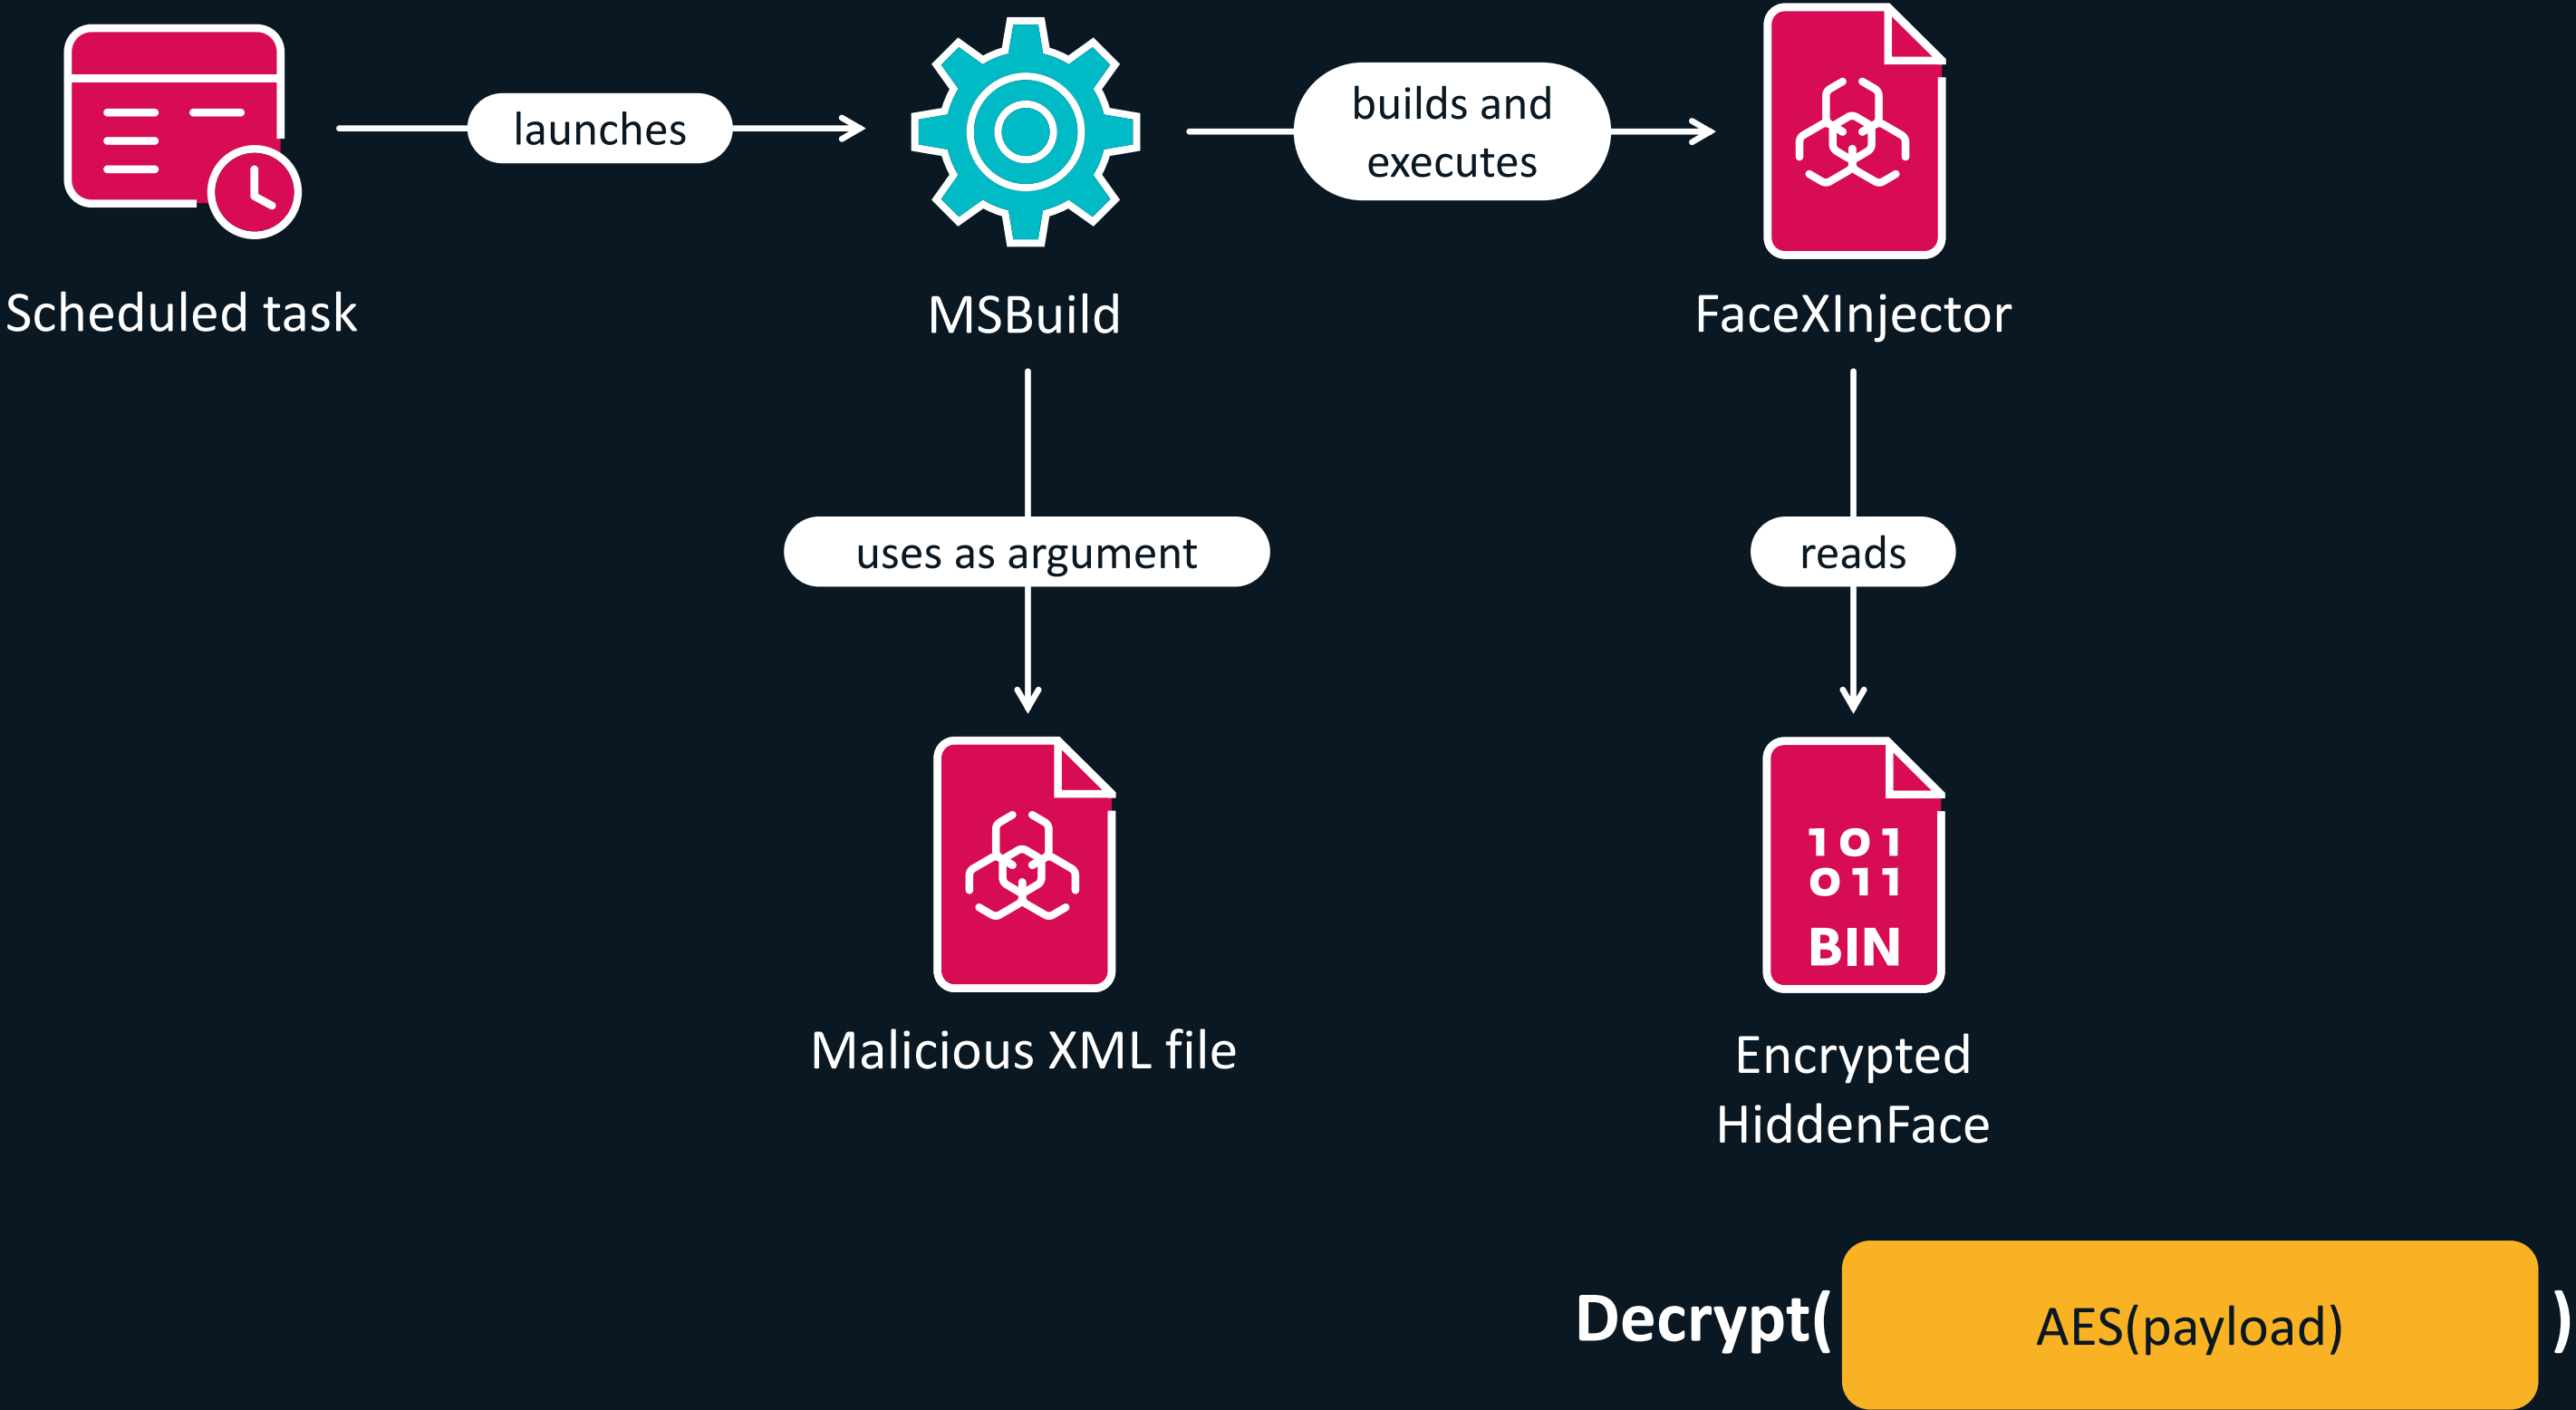 launches
builds and
executes
Scheduled task
MSBuild
FaceXInjector
uses as argument
reads
101
011
BIN
Malicious XML file
Encrypted
HiddenFace
Decrypt( AES(payload) )